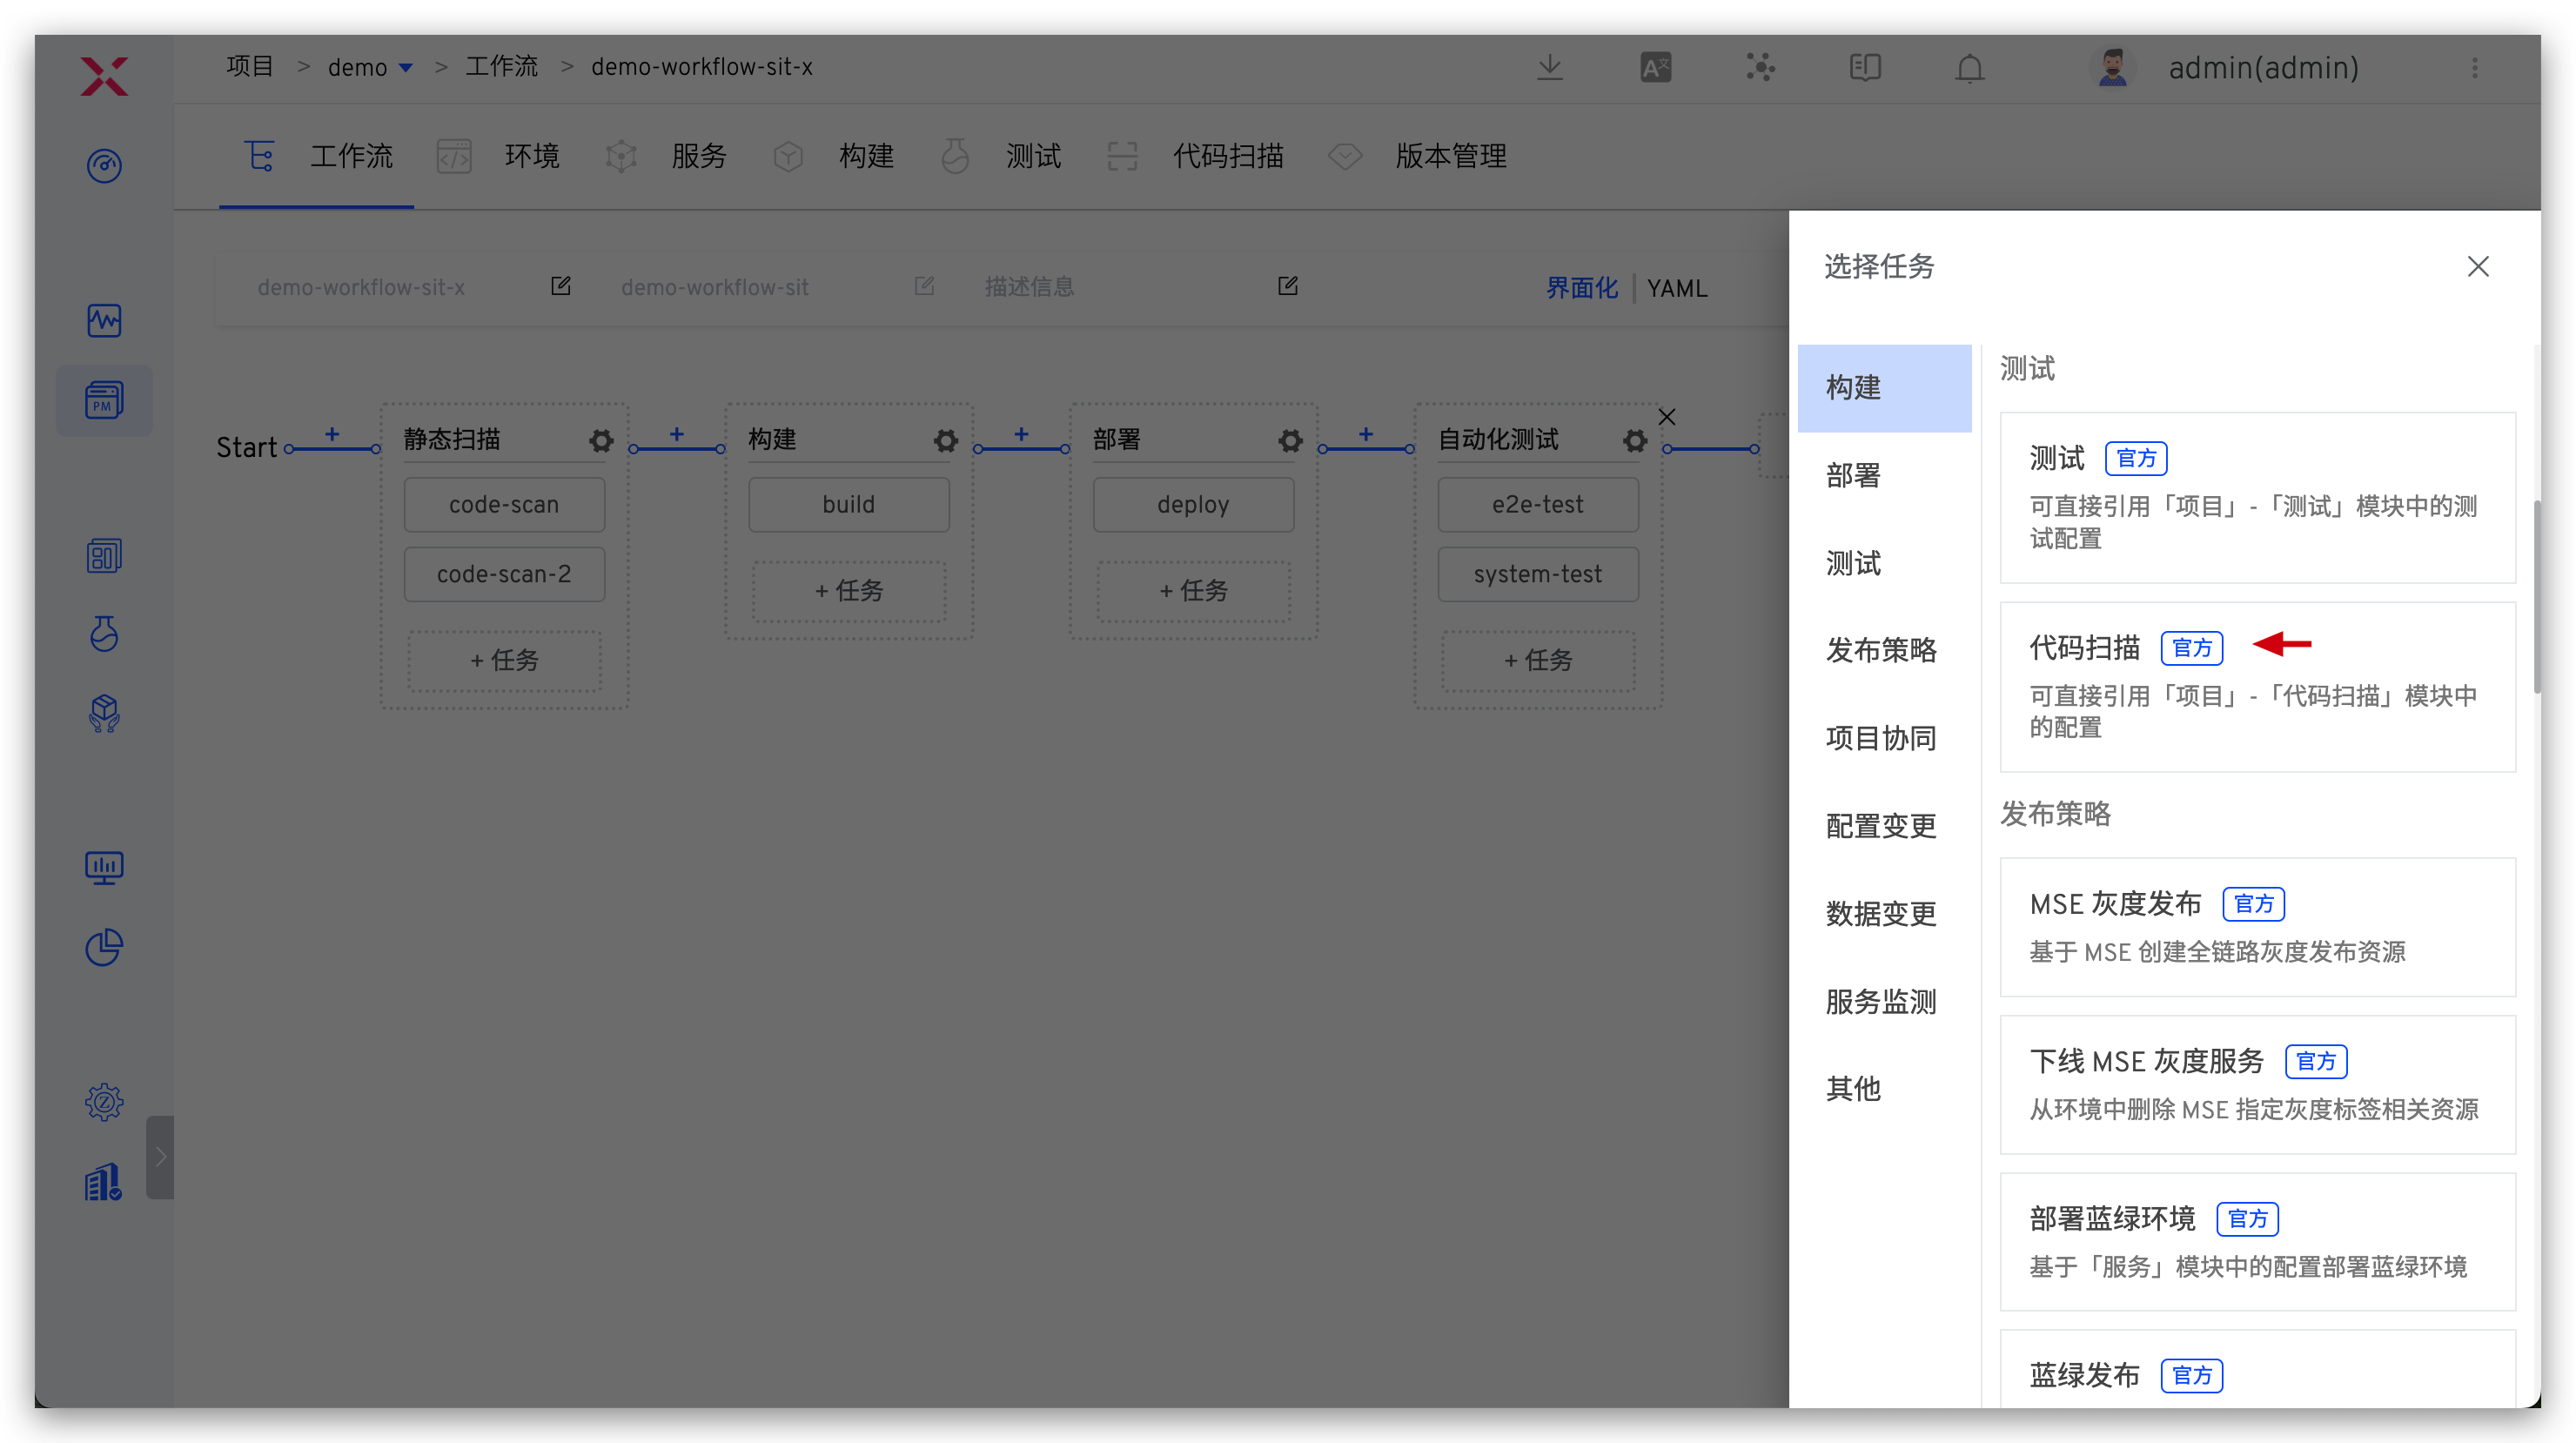 项目 > demo > 工作流 > demo-workflow-sit-x
admin(admin)
工作流 环境 服务 构建 测试 代码扫描 版本管理
demo-workflow-sit-x demo-workflow-sit 描述信息 界面化 | YAML
PM
Start
静态扫描
code-scan
code-scan-2
+ 任务
构建
build
+ 任务
部署
deploy
+ 任务
自动化测试
e2e-test
system-test
+ 任务
选择任务
构建
部署
测试
发布策略
项目协同
配置变更
数据变更
服务监测
其他
测试
测试 官方
可直接引用「项目」-「测试」模块中的测
试配置
代码扫描 官方
可直接引用「项目」-「代码扫描」模块中
的配置
发布策略
MSE 灰度发布 官方
基于 MSE 创建全链路灰度发布资源
下线 MSE 灰度服务 官方
从环境中删除 MSE 指定灰度标签相关资源
部署蓝绿环境 官方
基于「服务」模块中的配置部署蓝绿环境
蓝绿发布 官方